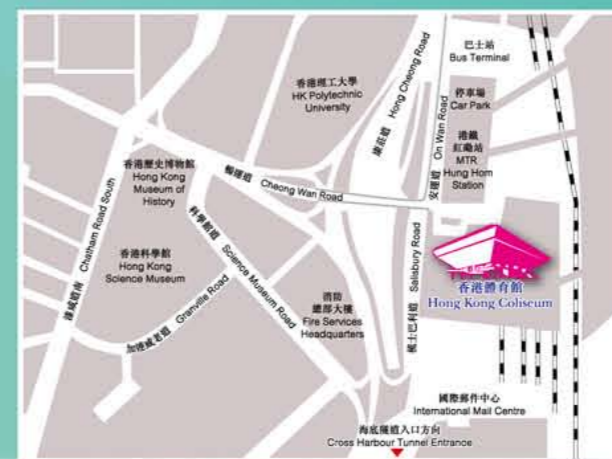 巴士站
Bus Terminal
香港理工大學
HK Polytechnic
University
康莊道 Hong Cheong Road
停車場
Car Park
安運道 On Wan Road
港鐵
紅磡站
MTR
Hung Hom
Station
香港歷史博物館
Hong Kong
Museum of
History
暢運道 Cheong Wan Road
漆咸道南 Chatham Road South
科學館道 Science Museum Road
香港科學館
Hong Kong
Science Museum
加連威老道 Granville Road
消防
總部大樓
Fire Services
Headquarters
梳士巴利道 Salisbury Road
香港體育館
Hong Kong Coliseum
國際郵件中心
International Mail Centre
海底隧道入口方向
Cross Harbour Tunnel Entrance